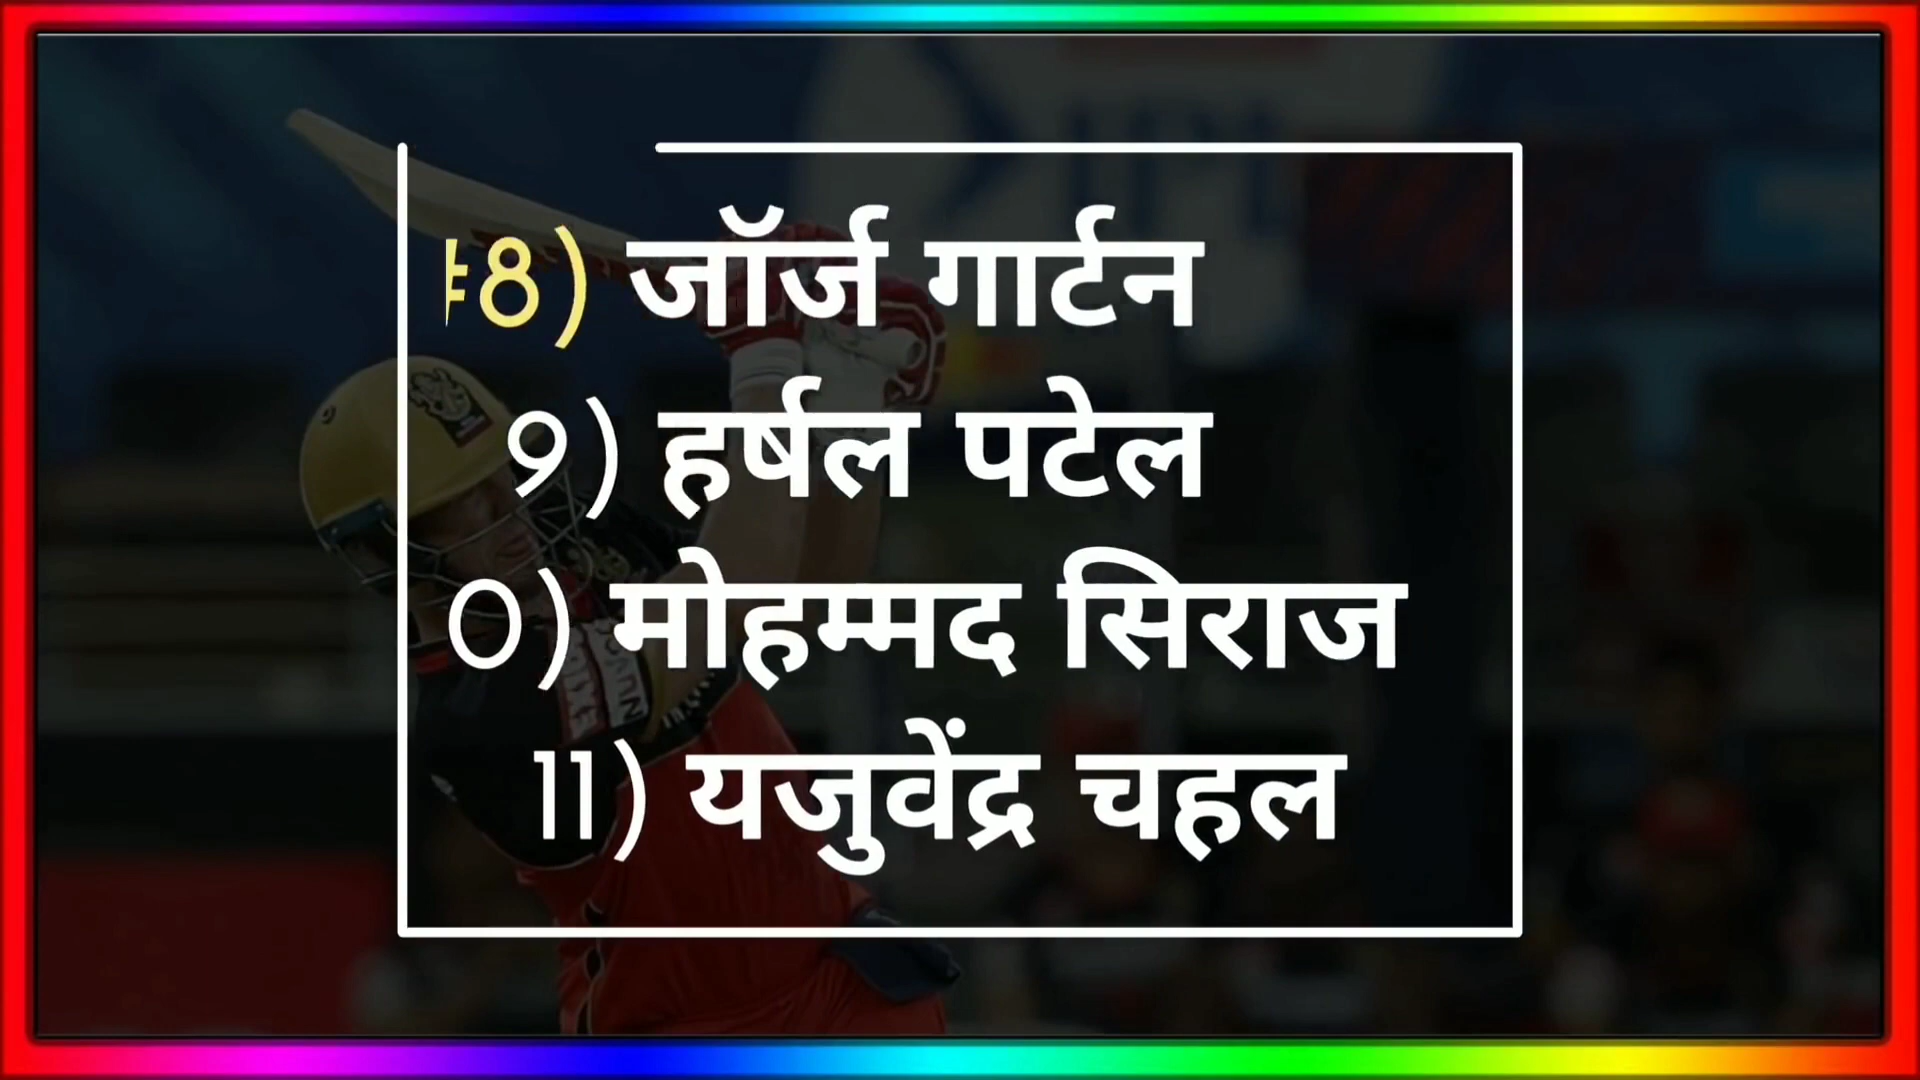 #8) जॉर्ज गार्टन
9) हर्षल पटेल
0) मोहम्मद सिराज
11) यजुवेंद्र चहल